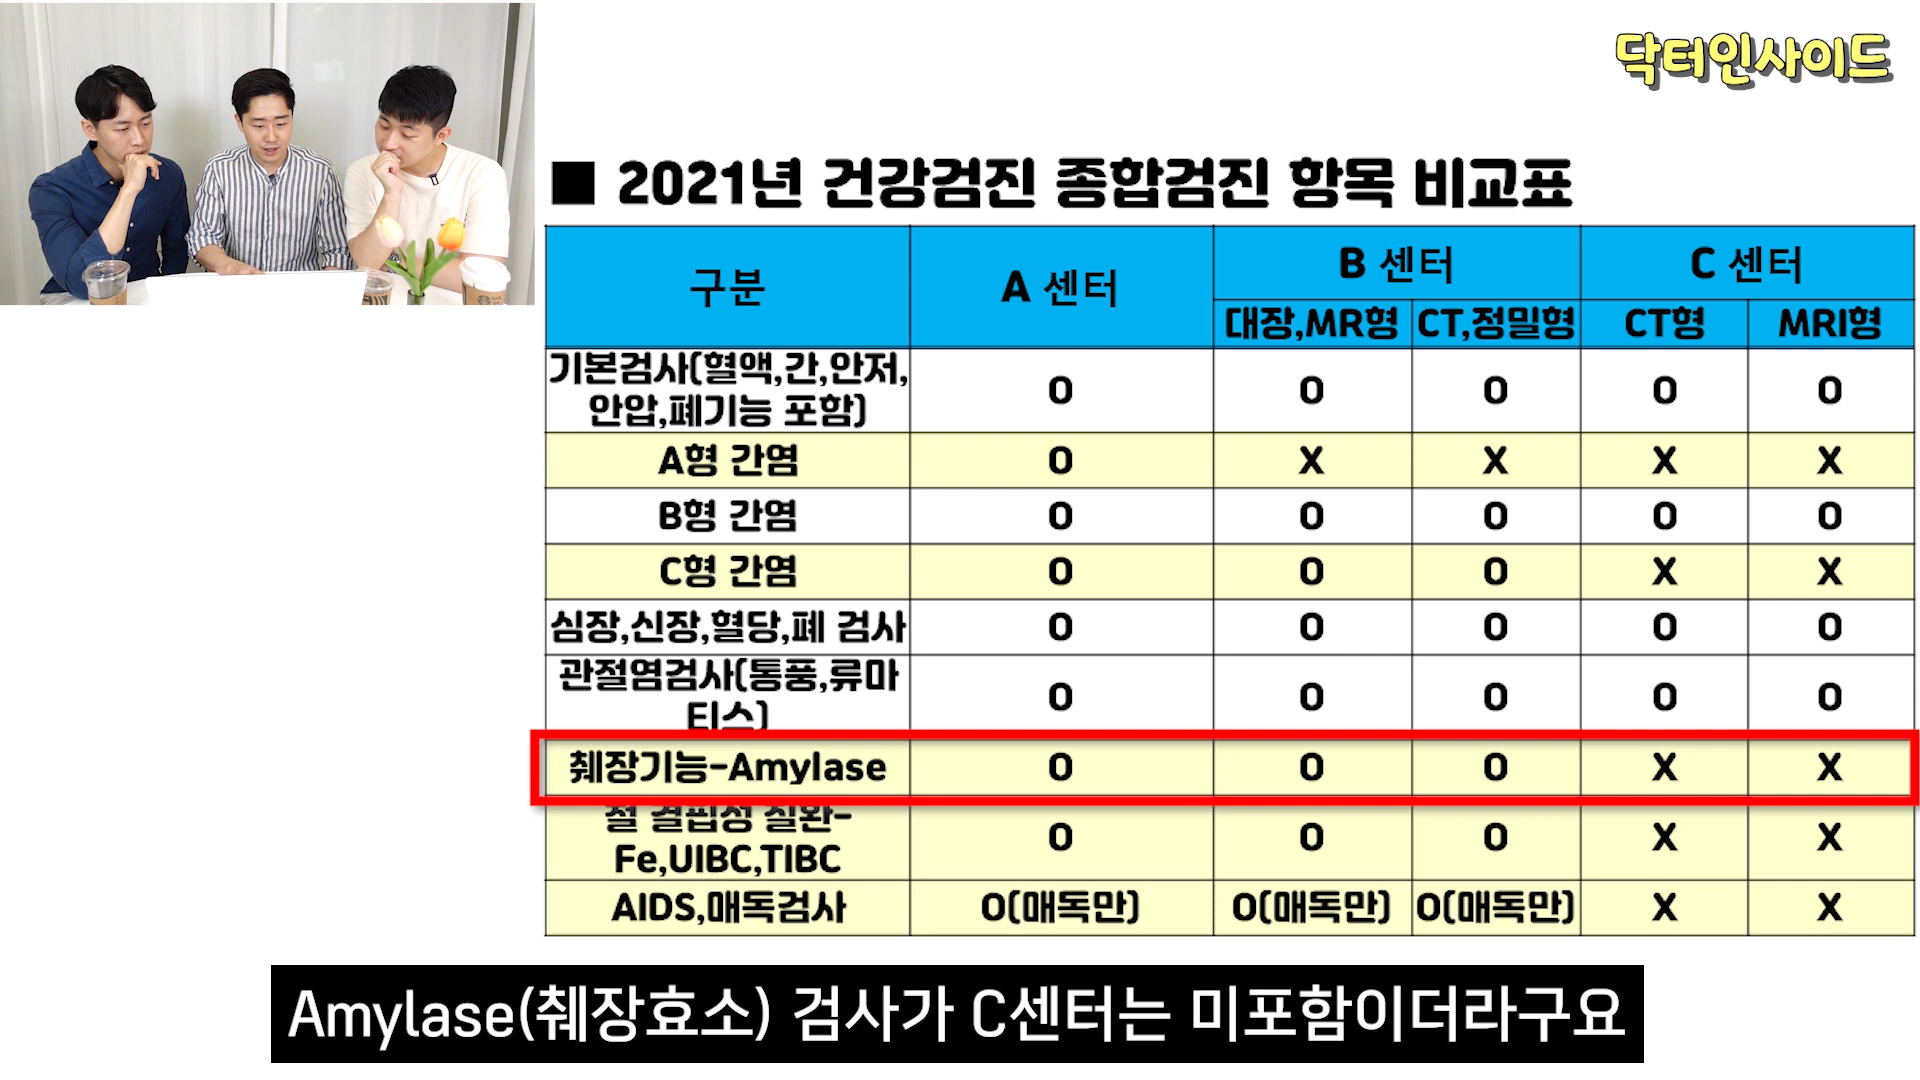 닥터인사이드
■ 2021년 건강검진 종합검진 항목 비교표
구분 A 센터 B 센터 C 센터
대장,MR형 CT,정밀형 CT형 MRI형
기본검사(혈액,간,안저,
안압,폐기능 포함) O O O O O
A형 간염 O X X X X
B형 간염 O O O O O
C형 간염 O O O X X
심장,신장,혈당,폐 검사 O O O O O
관절염검사(통풍,류마
티스) O O O O O
췌장기능-Amylase O O O X X
철 결핍성 질환-
Fe,UIBC,TIBC O O O X X
AIDS,매독검사 O(매독만) O(매독만) O(매독만) X X
Amylase(췌장효소) 검사가 C센터는 미포함이더라구요